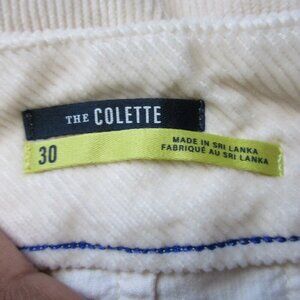 THE COLETTE
30
MADE IN SRI LANKA
FABRIQUÉ AU SRI LANKA